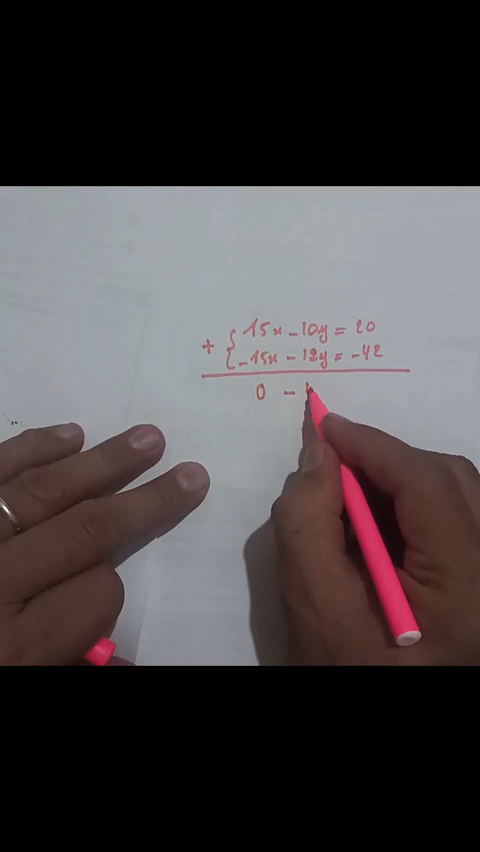 15x - 10y = 20
+ {
-15x - 12y = -42
0 -